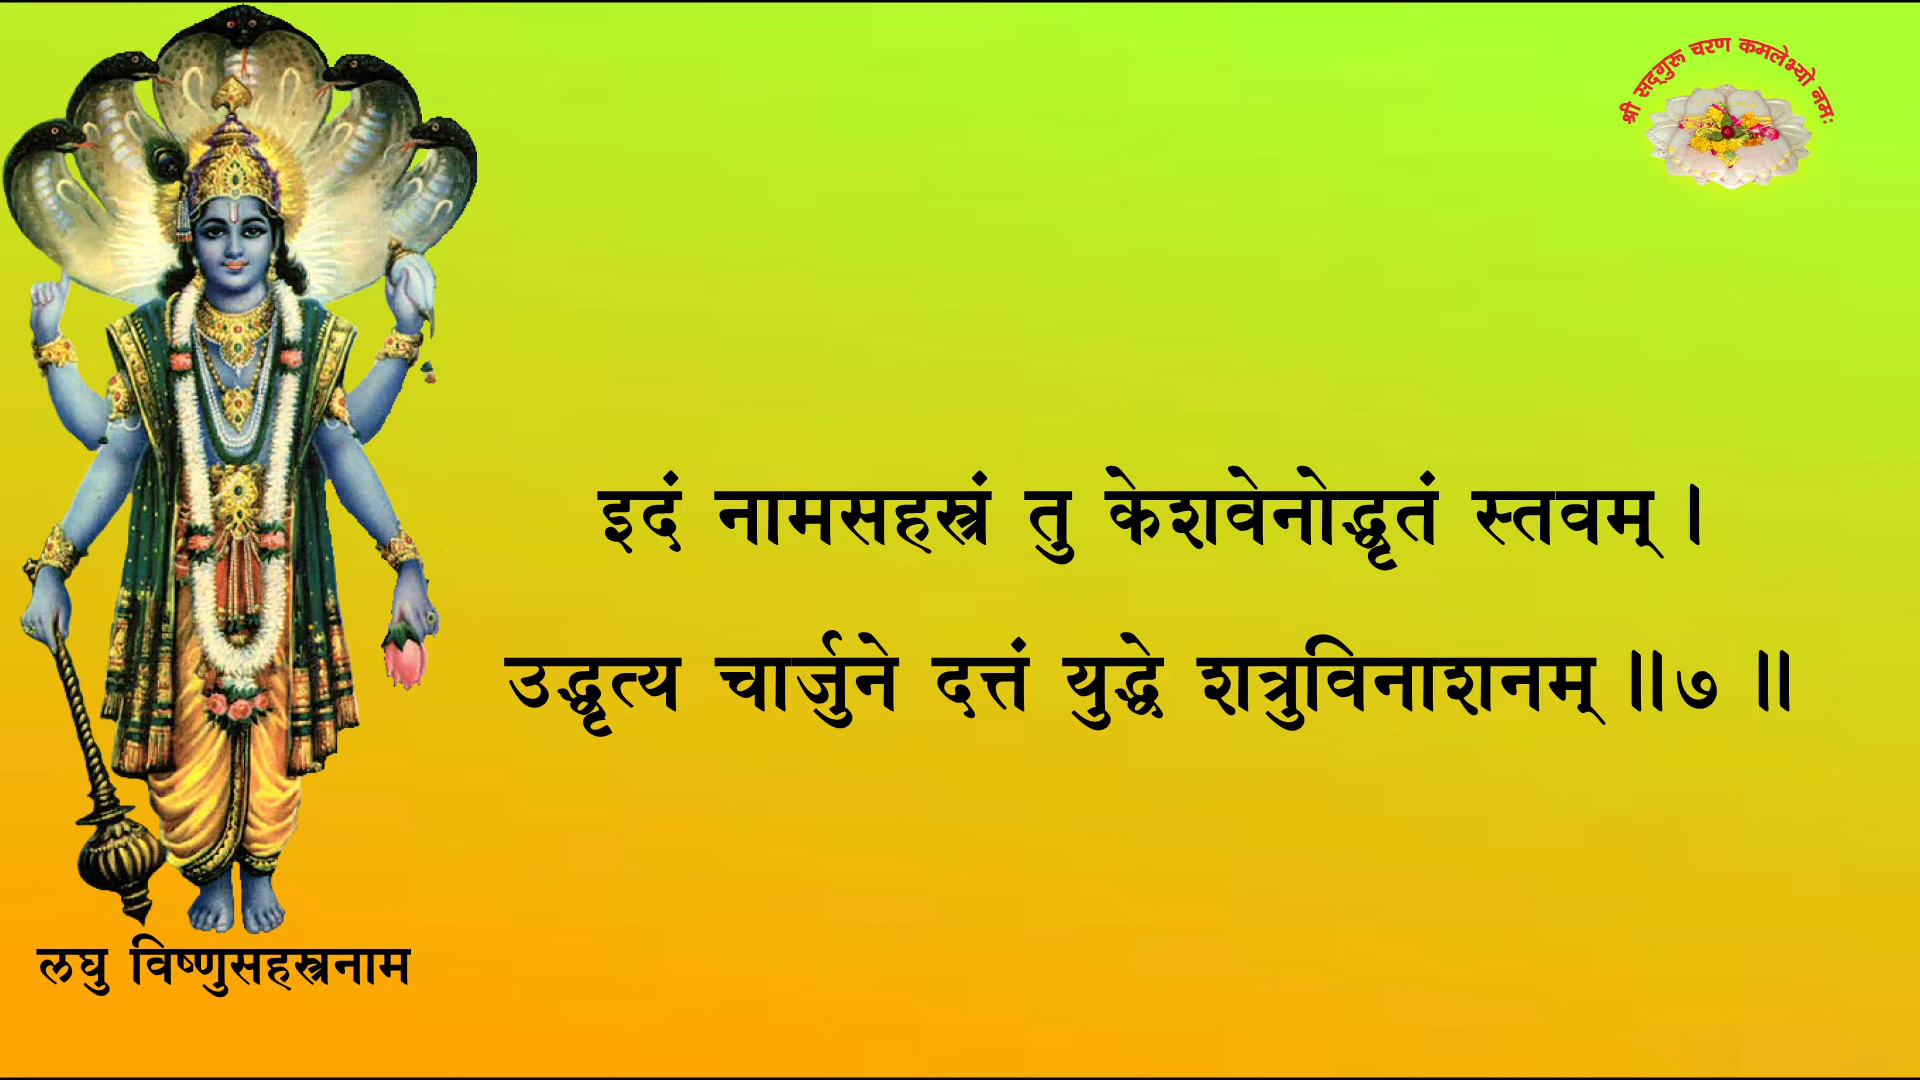 श्री सद्गुरू चरण कमलेभ्यो नमः
इदं नामसहस्त्रं तु केशवेनोद्धृतं स्तवम् ।
उद्धृत्य चार्जुने दत्तं युद्धे शत्रुविनाशनम् ॥७ ॥
लघु विष्णुसहस्त्रनाम